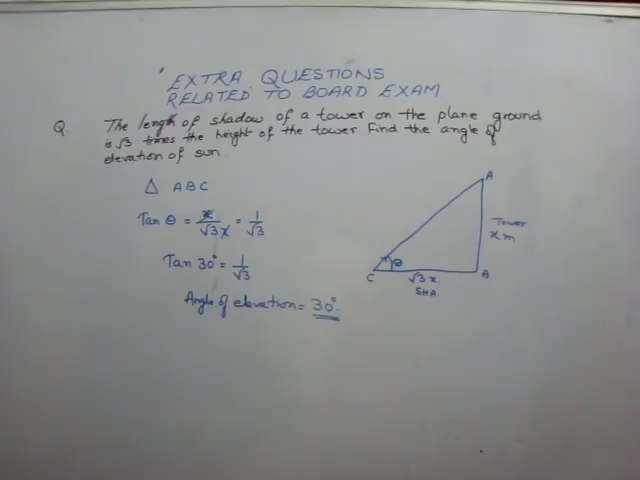 EXTRA QUESTIONS
RELATED TO BOARD EXAM
Q The length of shadow of a tower on the plane ground
is √3 times the height of the tower Find the angle of
elevation of sun
△ ABC
Tan θ = x/√3x = 1/√3
Tan 30° = 1/√3
Angle of elevation = 30°.
A
Tower
x m
θ
C
B
√3 x.
SHA.